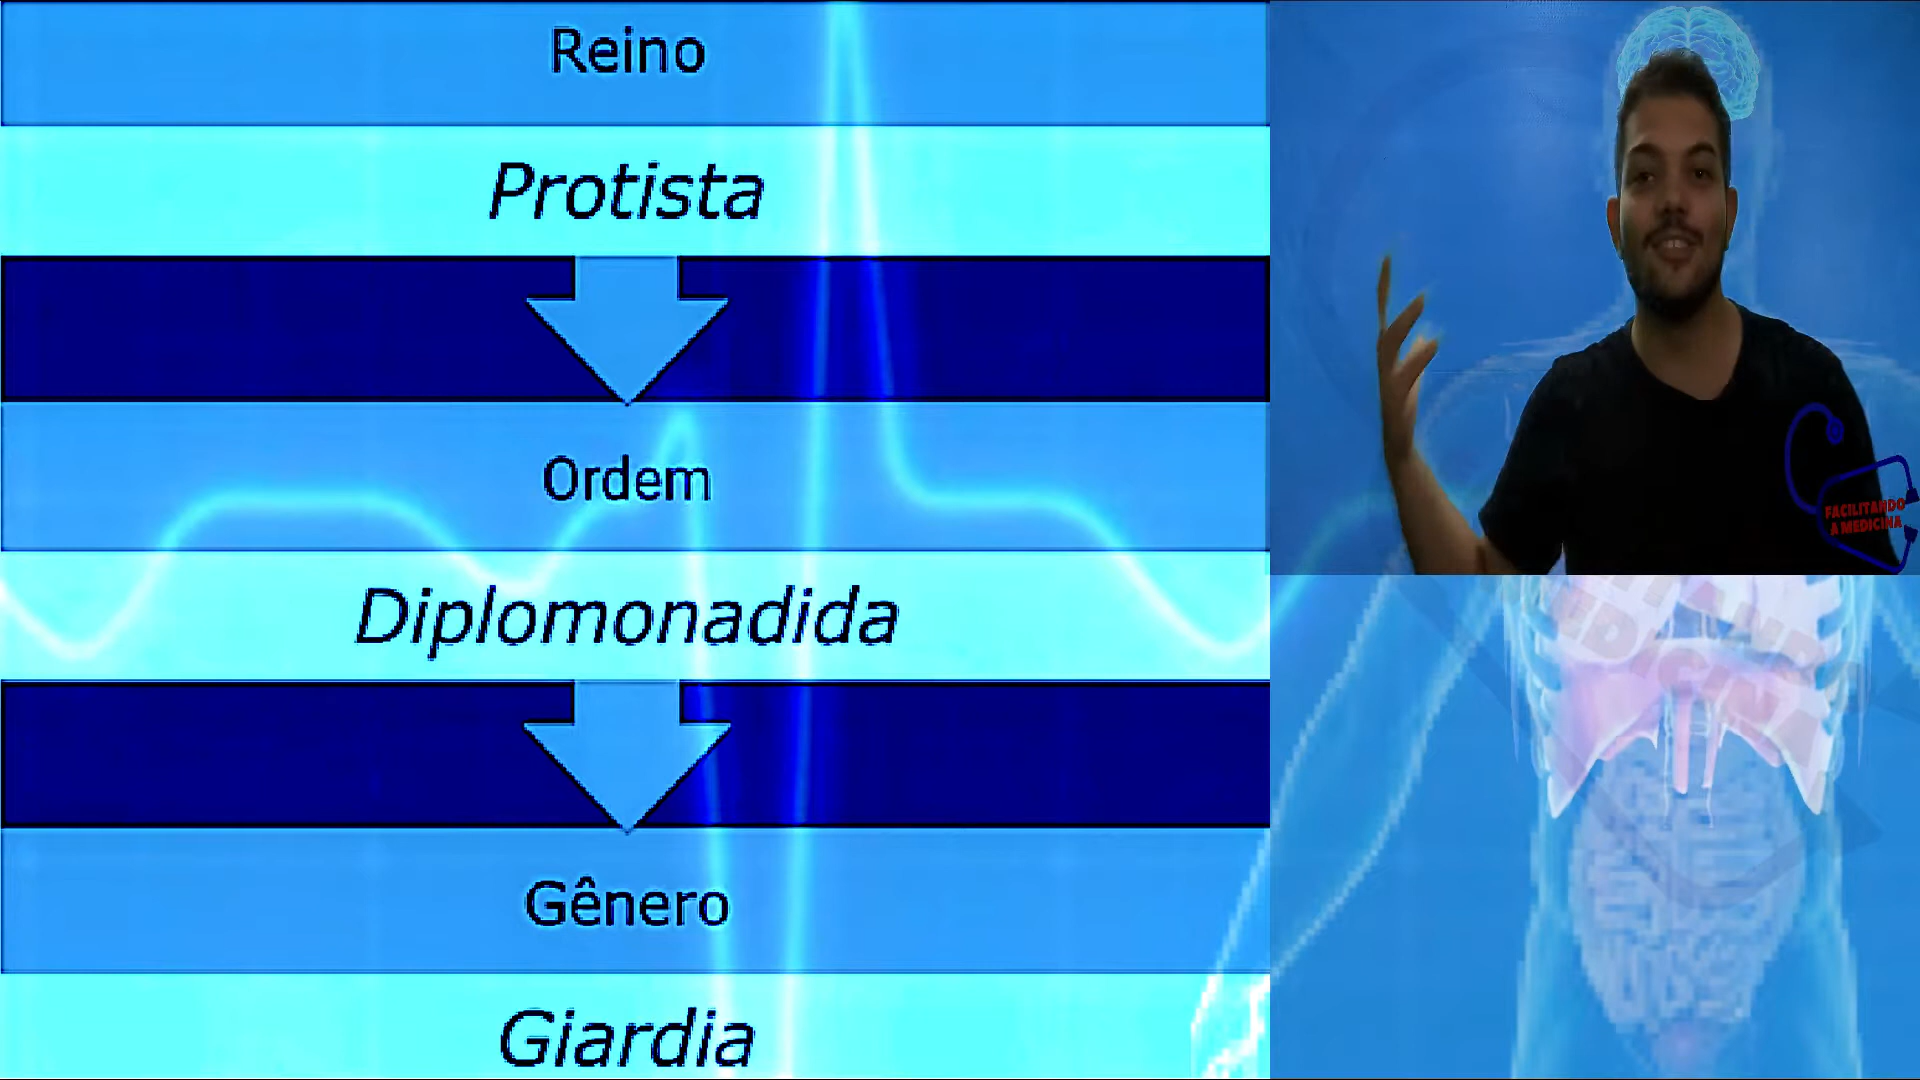 Reino
Protista
Ordem
Diplomonadida
Gênero
Giardia
FACILITANDO
A MEDICINA